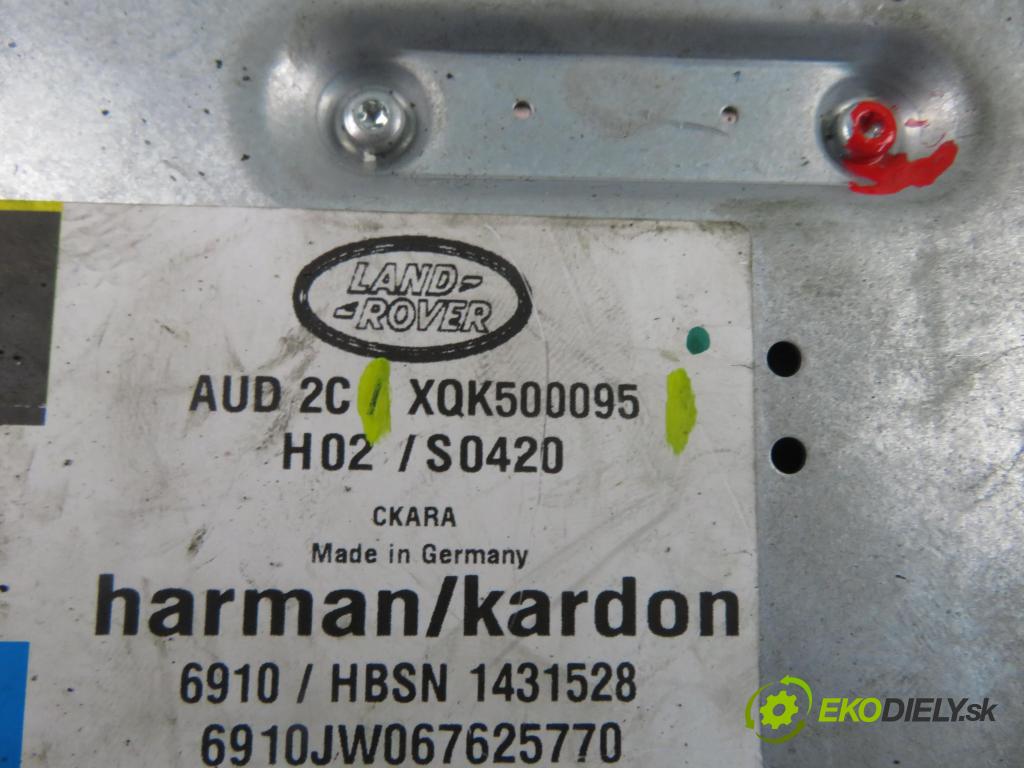 LAND-
-ROVER
AUD 2C / XQK500095
H02 / S0420
CKARA
Made in Germany
harman/kardon
6910 / HBSN 1431528
6910JW067625770
EKODIELY.sk